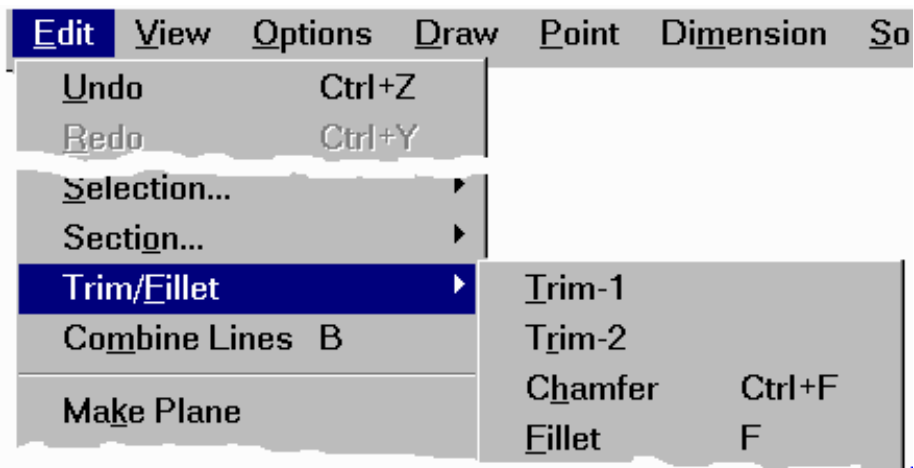 Edit View Options Draw Point Dimension So
Undo Ctrl+Z
Redo Ctrl+Y
Selection...
Section...
Trim/Fillet
Combine Lines B
Make Plane
Trim-1
Trim-2
Chamfer Ctrl+F
Fillet F